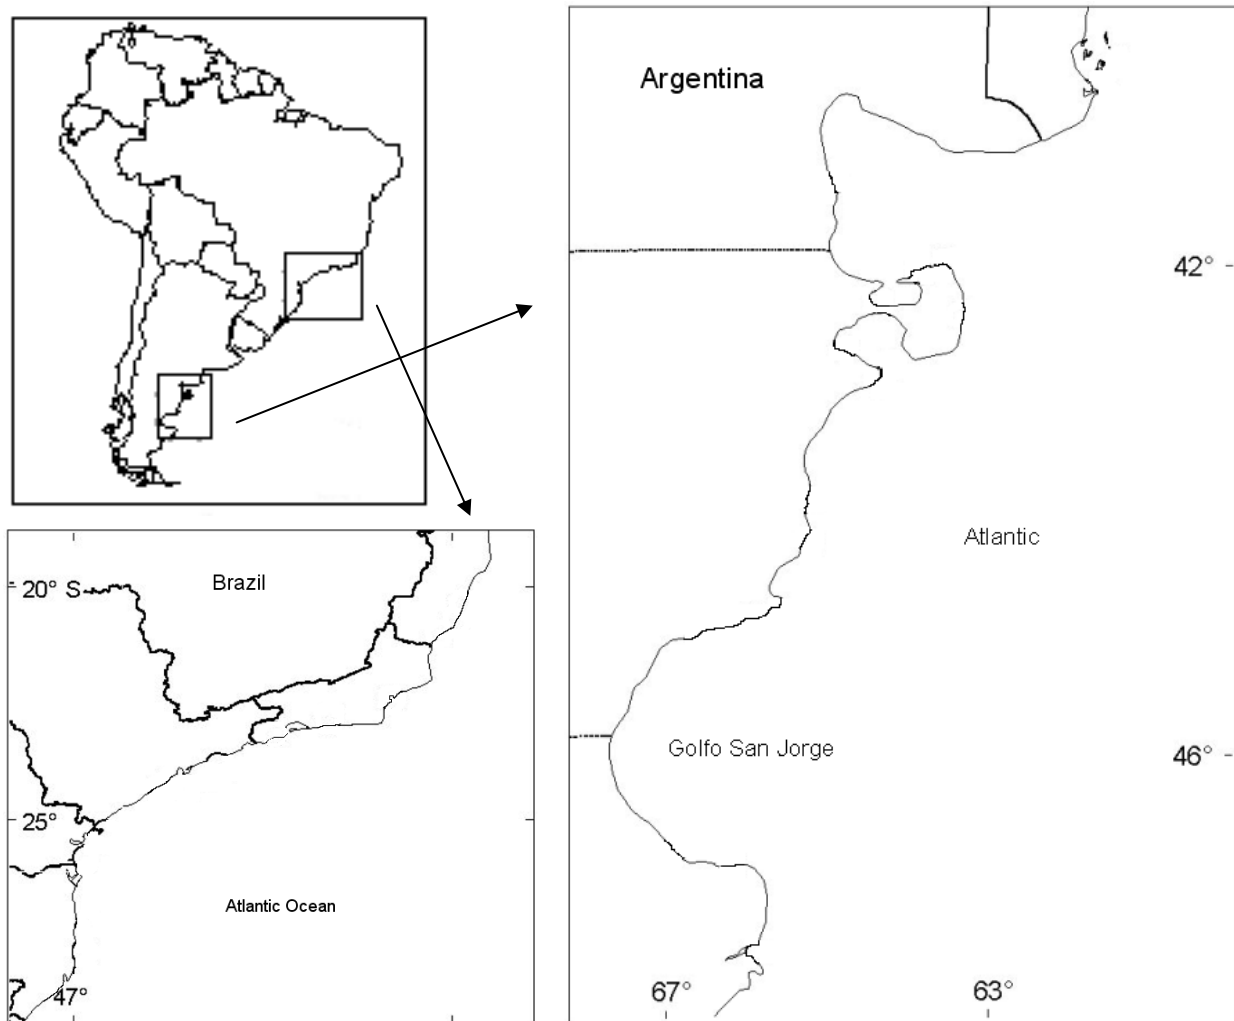 Argentina
42°
Atlantic
Brazil
20° S
Golfo San Jorge
46°
25°
Atlantic Ocean
47°
67°
63°